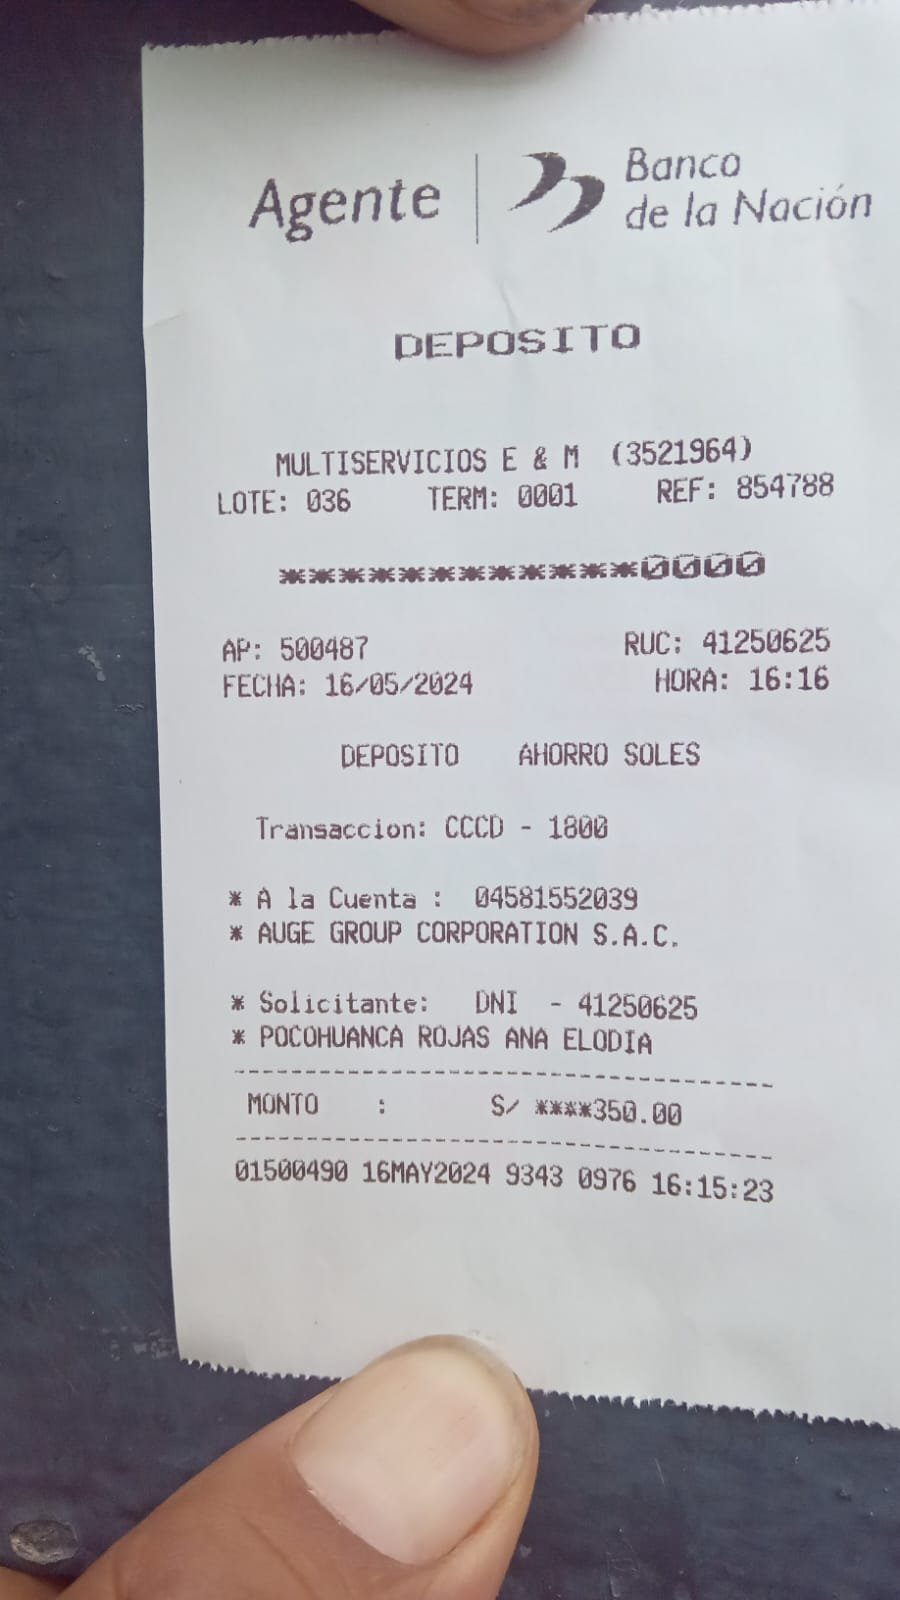 Agente | Banco
de la Nación
DEPOSITO
MULTISERVICIOS E & M (3521964)
LOTE: 036 TERM: 0001 REF: 854788
************0000
AP: 500487 RUC: 41250625
FECHA: 16/05/2024 HORA: 16:16
DEPOSITO AHORRO SOLES
Transaccion: CCCD - 1800
* A la Cuenta : 04581552039
* AUGE GROUP CORPORATION S.A.C.
* Solicitante: DNI - 41250625
* POCOHUANCA ROJAS ANA ELODIA
MONTO : S/ ****350.00
01500490 16MAY2024 9343 0976 16:15:23